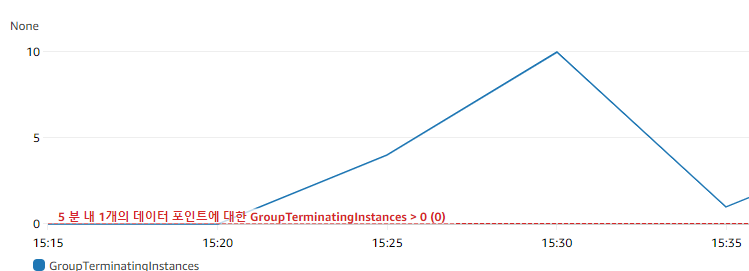 None
10
5
5 분 내 1개의 데이터 포인트에 대한 GroupTerminatingInstances > 0 (0)
0
15:15 15:20 15:25 15:30 15:35
GroupTerminatingInstances